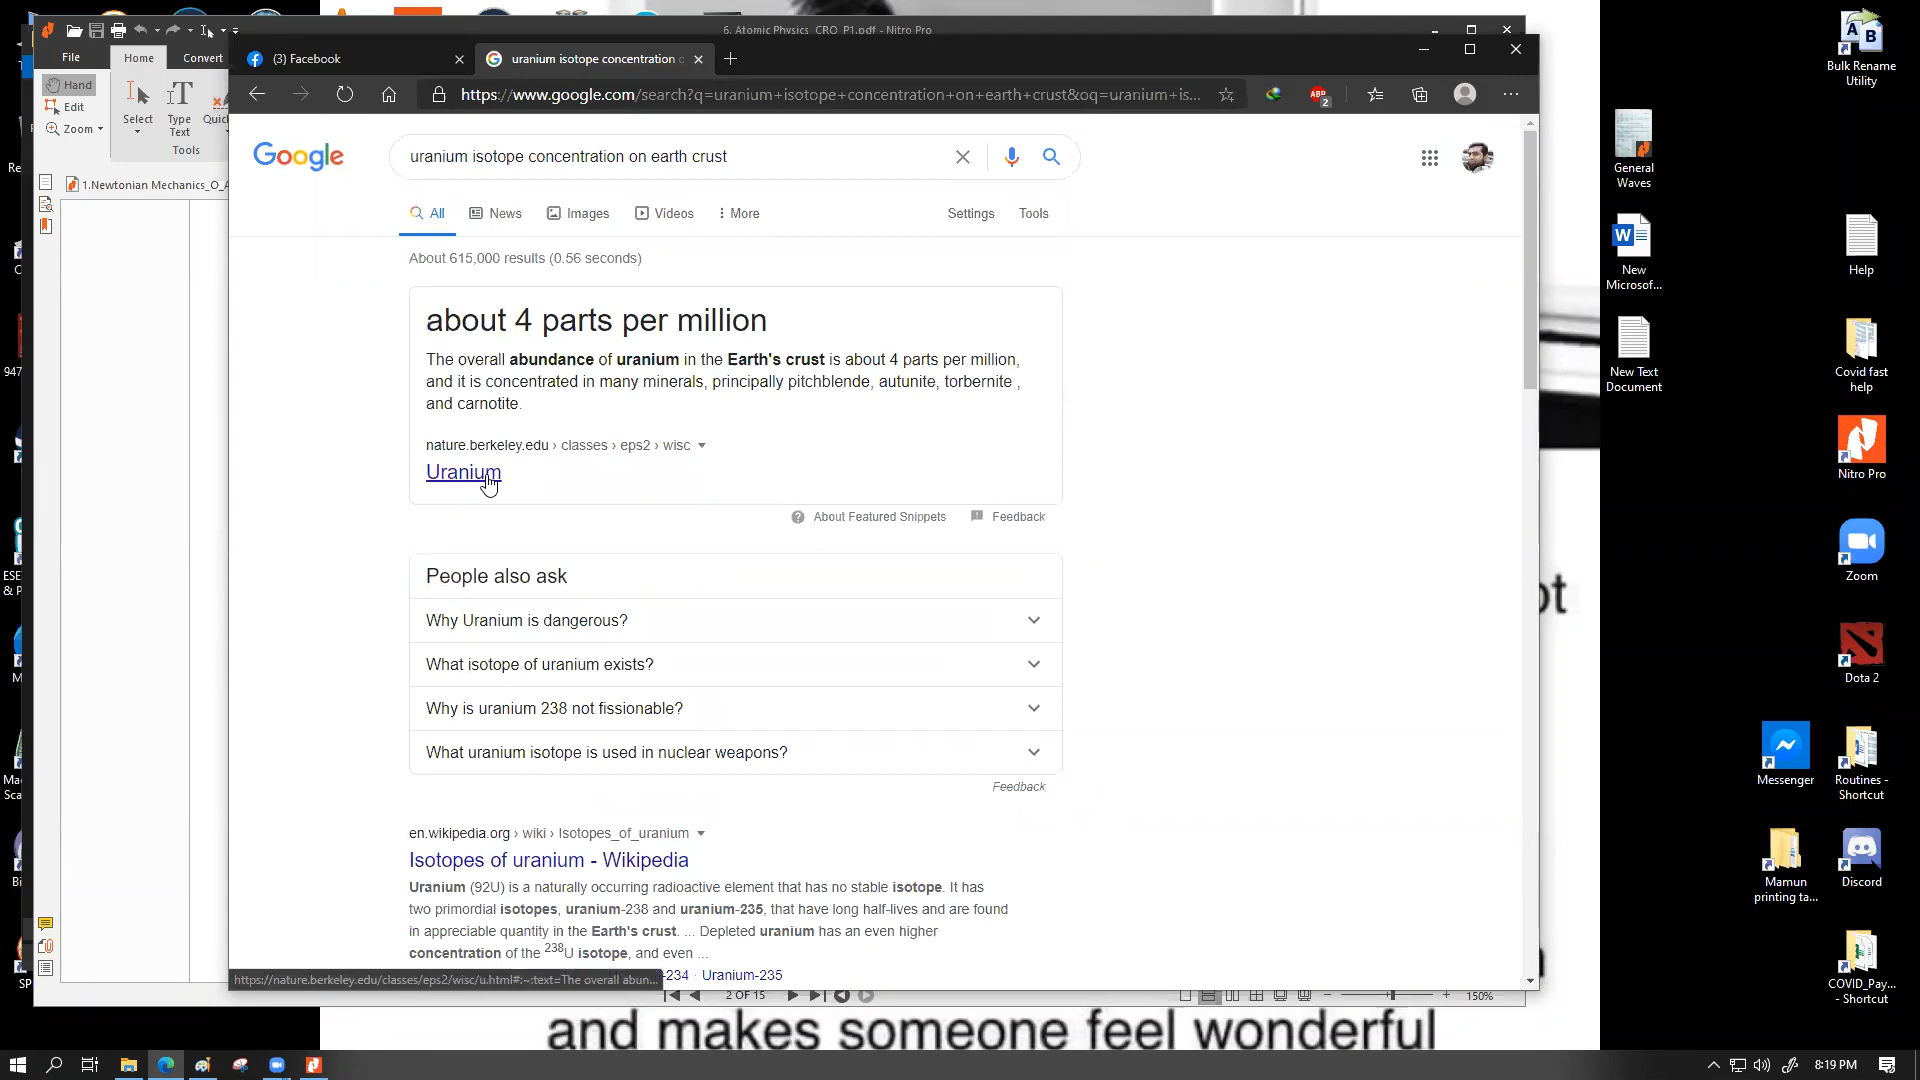 6. Atomic Physics_CRO_P1.pdf - Nitro Pro
File
Home
Convert
Hand
Edit
Zoom
Select
Type
Text
Quic
Tools
1.Newtonian Mechanics_O_A
(3) Facebook
uranium isotope concentration
https://www.google.com/search?q=uranium+isotope+concentration+on+earth+crust&oq=uranium+is...
ABP
2
Google
uranium isotope concentration on earth crust
All
News
Images
Videos
More
Settings
Tools
About 615,000 results (0.56 seconds)
about 4 parts per million
The overall abundance of uranium in the Earth's crust is about 4 parts per million,
and it is concentrated in many minerals, principally pitchblende, autunite, torbernite ,
and carnotite.
nature.berkeley.edu › classes › eps2 › wisc
Uranium
About Featured Snippets
Feedback
People also ask
Why Uranium is dangerous?
What isotope of uranium exists?
Why is uranium 238 not fissionable?
What uranium isotope is used in nuclear weapons?
Feedback
en.wikipedia.org › wiki › Isotopes_of_uranium
Isotopes of uranium - Wikipedia
Uranium (92U) is a naturally occurring radioactive element that has no stable isotope. It has
two primordial isotopes, uranium-238 and uranium-235, that have long half-lives and are found
in appreciable quantity in the Earth's crust. ... Depleted uranium has an even higher
concentration of the 238U isotope, and even ...
-234 · Uranium-235
https://nature.berkeley.edu/classes/eps2/wisc/u.html#:~:text=The overall abun...
2 OF 15
150%
and makes someone feel wonderful
Bulk Rename
Utility
General
Waves
New
Microsof...
Help
New Text
Document
Covid fast
help
Nitro Pro
Zoom
Dota 2
Messenger
Routines -
Shortcut
Mamun
printing ta...
Discord
COVID_Pay...
- Shortcut
8:19 PM